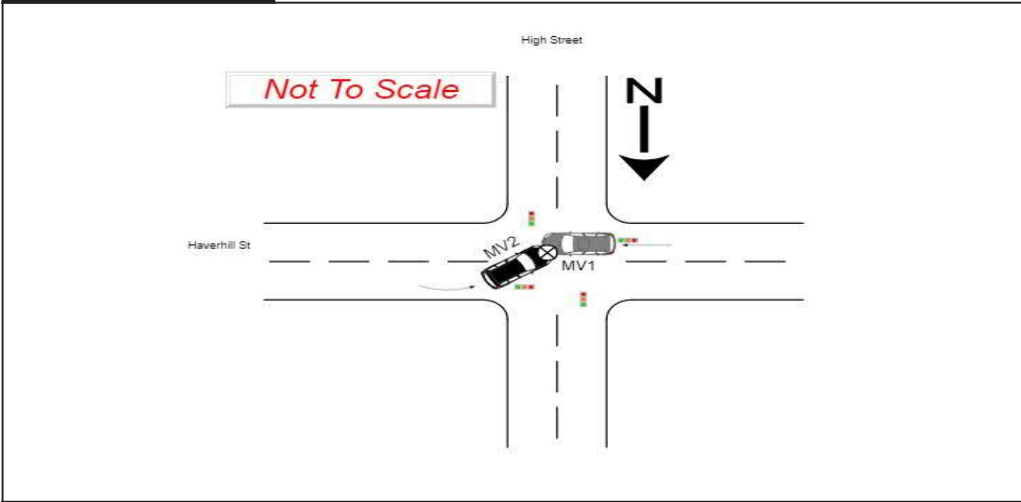 High Street
Not To Scale
N
Haverhill St
MV2
MV1